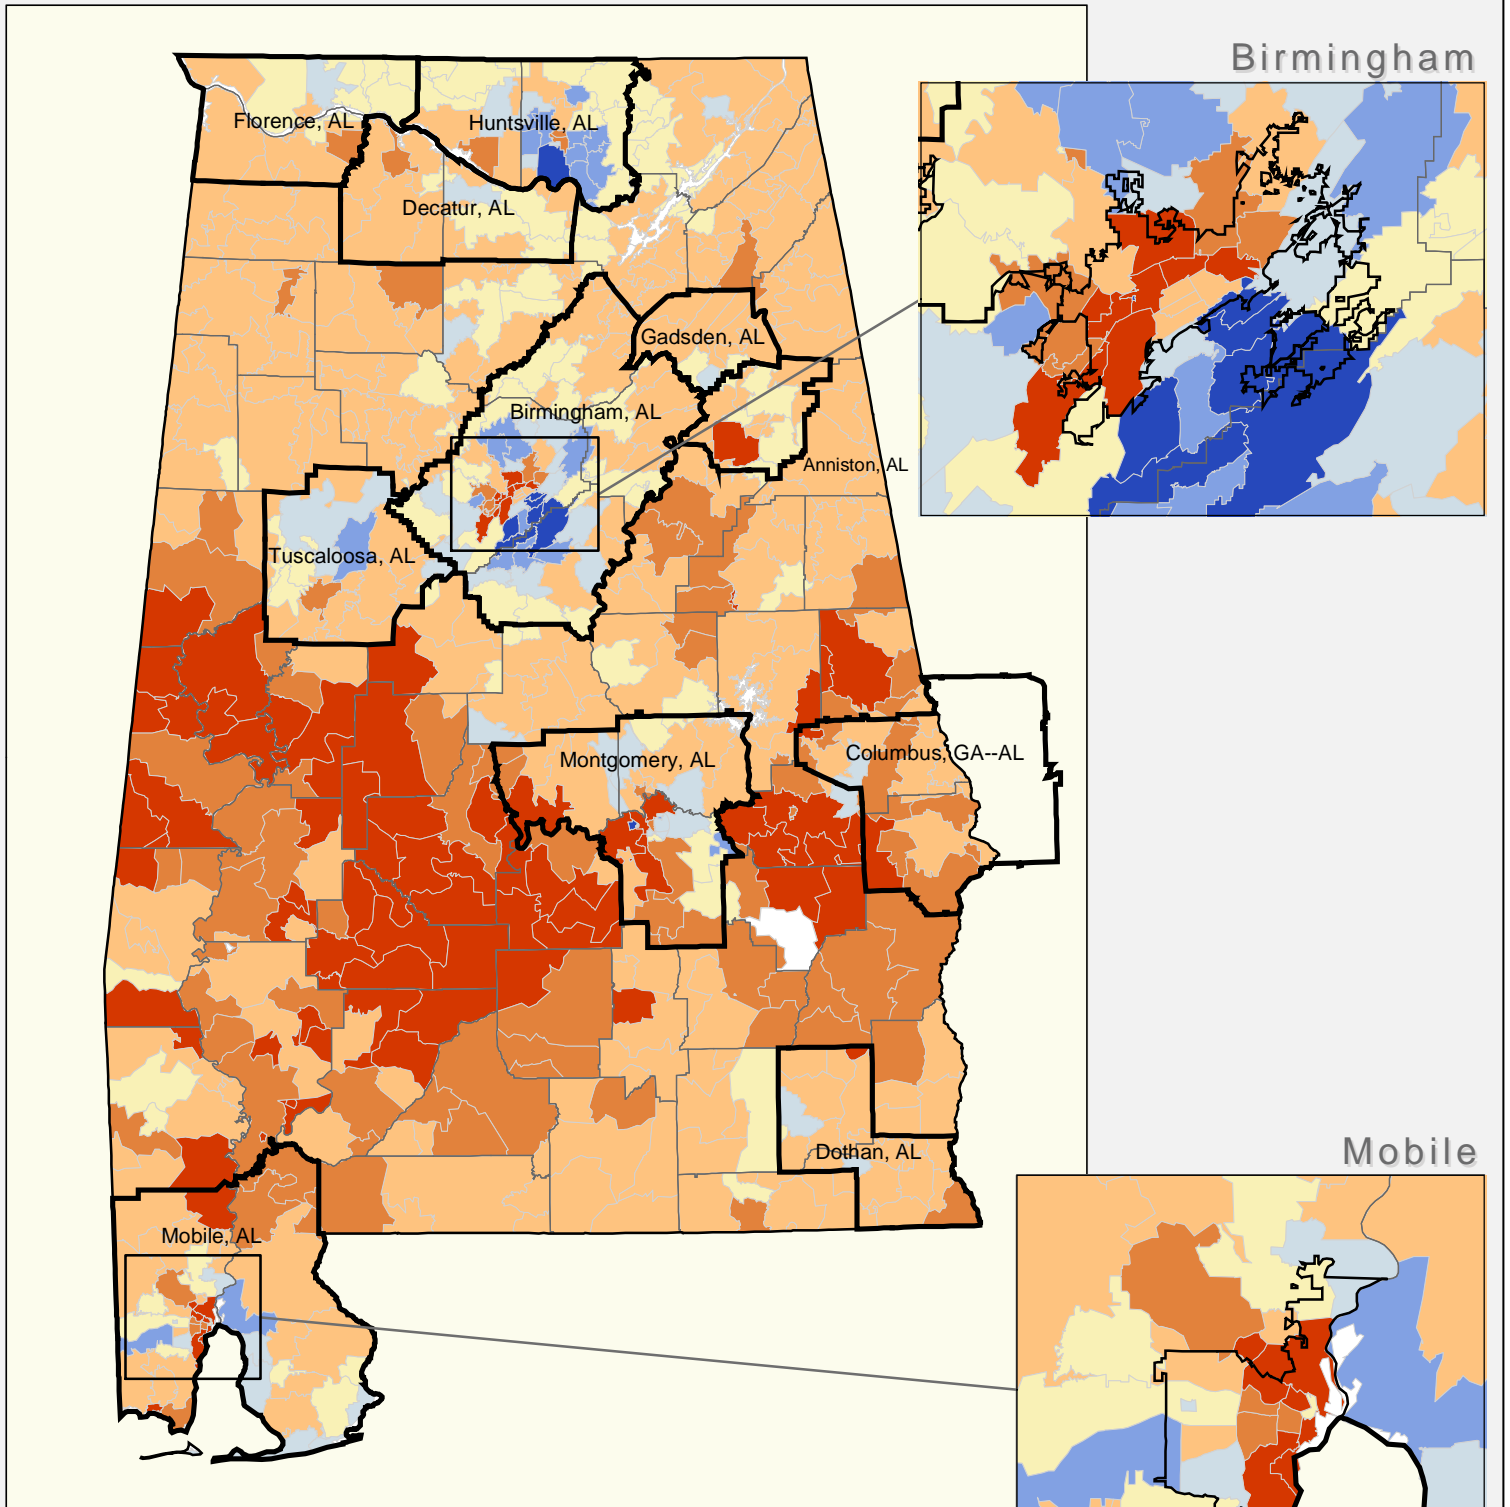 Birmingham
Florence, AL
Huntsville, AL
Decatur, AL
Gadsden, AL
Birmingham, AL
Anniston, AL
Tuscaloosa, AL
Montgomery, AL
Columbus, GA--AL
Mobile
Dothan, AL
Mobile, AL